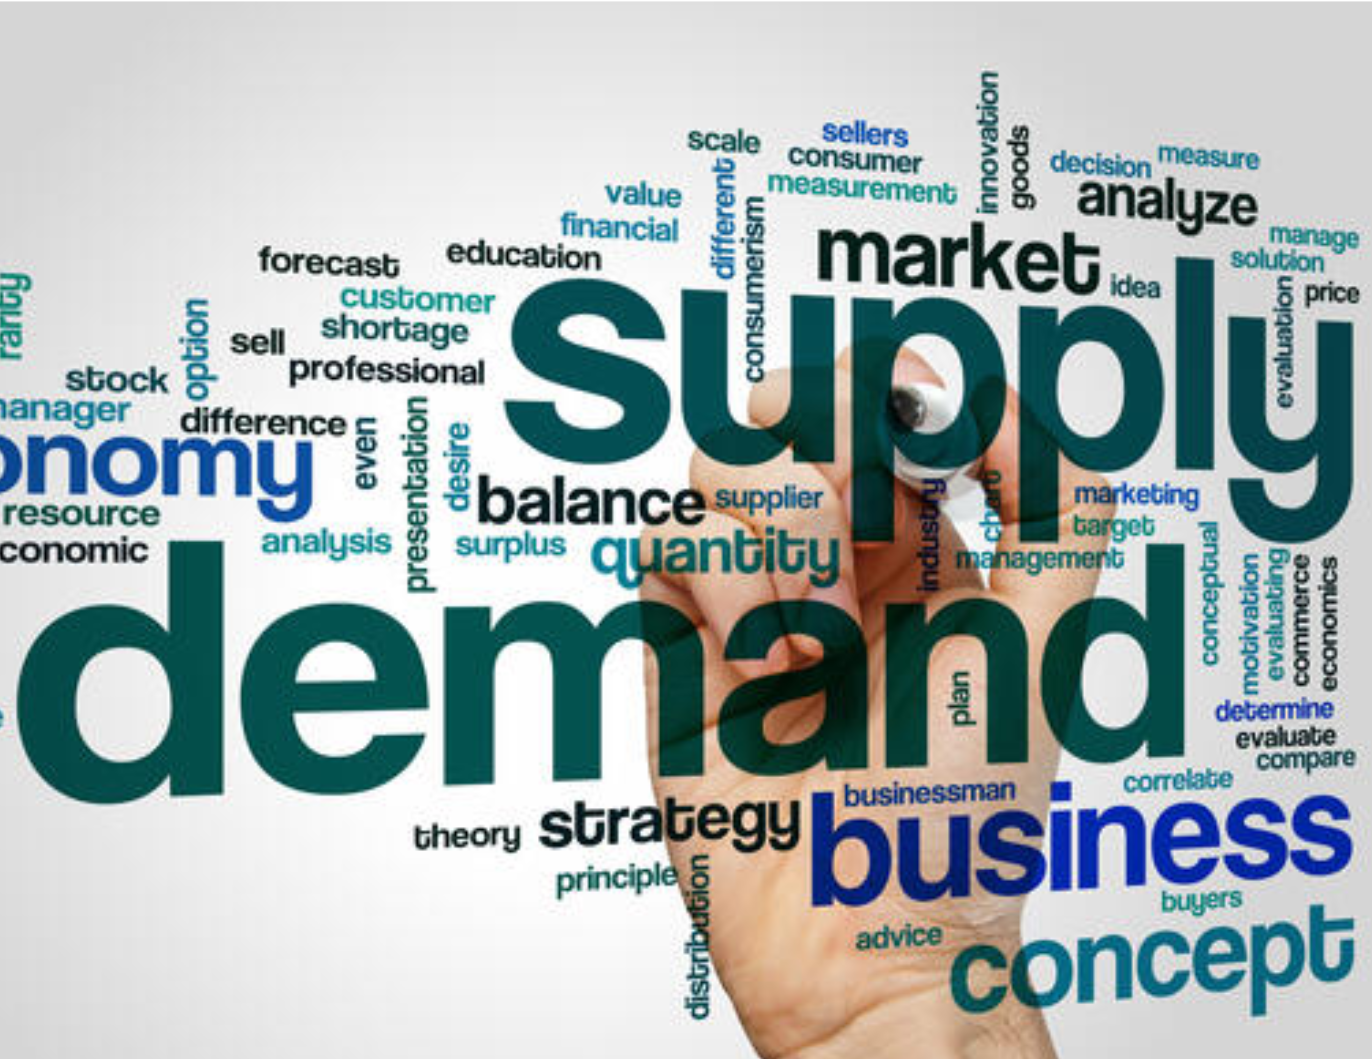 innovation
goods
scale
sellers
consumer
measurement
decision
measure
analyze
value
financial
different
consumerism
market
idea
manage
solution
price
evaluation
forecast
education
customer
shortage
rarity
option
sell
professional
stock
anager
difference
supply
onomy
even
presentation
desire
balance
supplier
marketing
resource
conomic
analysis
surplus
quantity
industry
chart
target
management
conceptual
motivation
evaluating
commerce
economics
demand
plan
determine
evaluate
compare
correlate
theory
strategy
businessman
business
principle
distribution
buyers
advice
concept